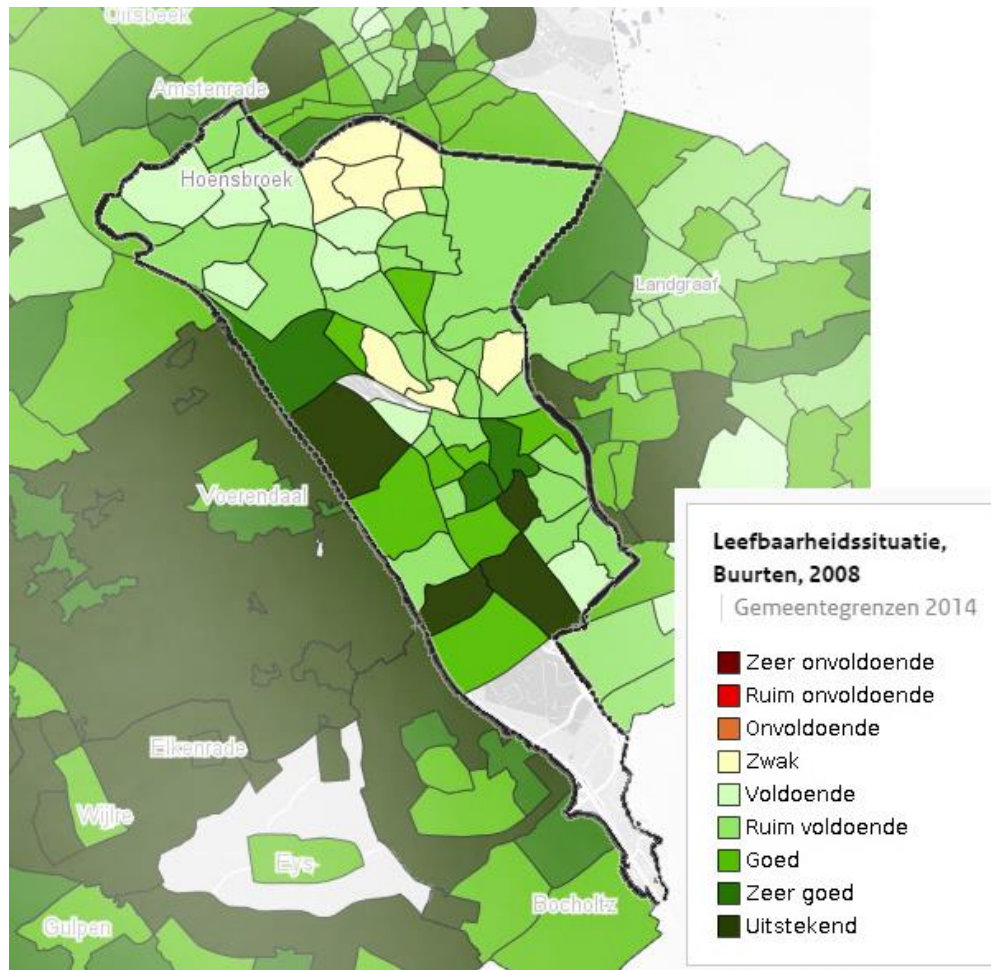 Amstenrade
Hoensbroek
Landgraaf
Voerendaal
Elkenrade
Wijlre
Eys
Bocholtz
Gulpen
Leefbaarheidssituatie,
Buurten, 2008
Gemeentegrenzen 2014
Zeer onvoldoende
Ruim onvoldoende
Onvoldoende
Zwak
Voldoende
Ruim voldoende
Goed
Zeer goed
Uitstekend